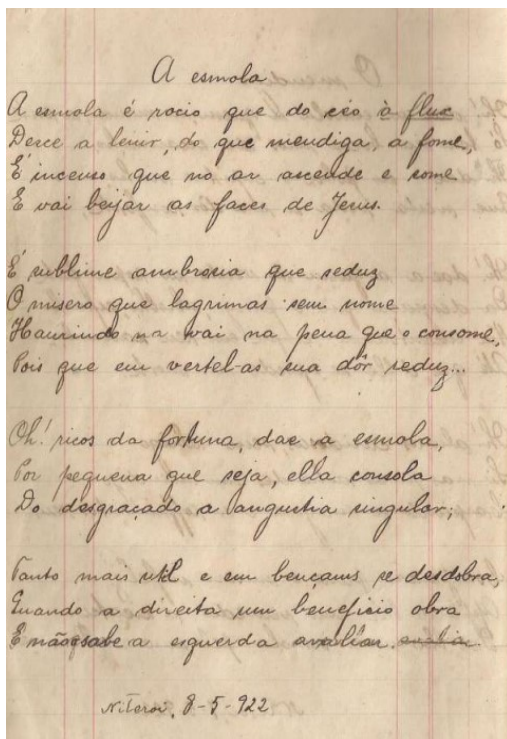 A esmola
A esmola é rocio que do céo à flux
Desce a lenir, do que mendiga, a fome,
É incenso que no ar ascende e some
E vai beijar as faces de Jesus.
É sublime ambrosia que seduz
O misero que lagrimas sem nome
Haurindo na vai na pena que o consome,
Pois que em vertel-as sua dôr reduz...
Oh! ricos da fortuna, dae a esmola,
Por pequena que seja, ella consola
Do desgraçado a angustia singular;
Tanto mais util e em bençams se desdobra,
Quando a direita um beneficio obra
E não sabe a esquerda avaliar.
Niteroi, 8-5-922